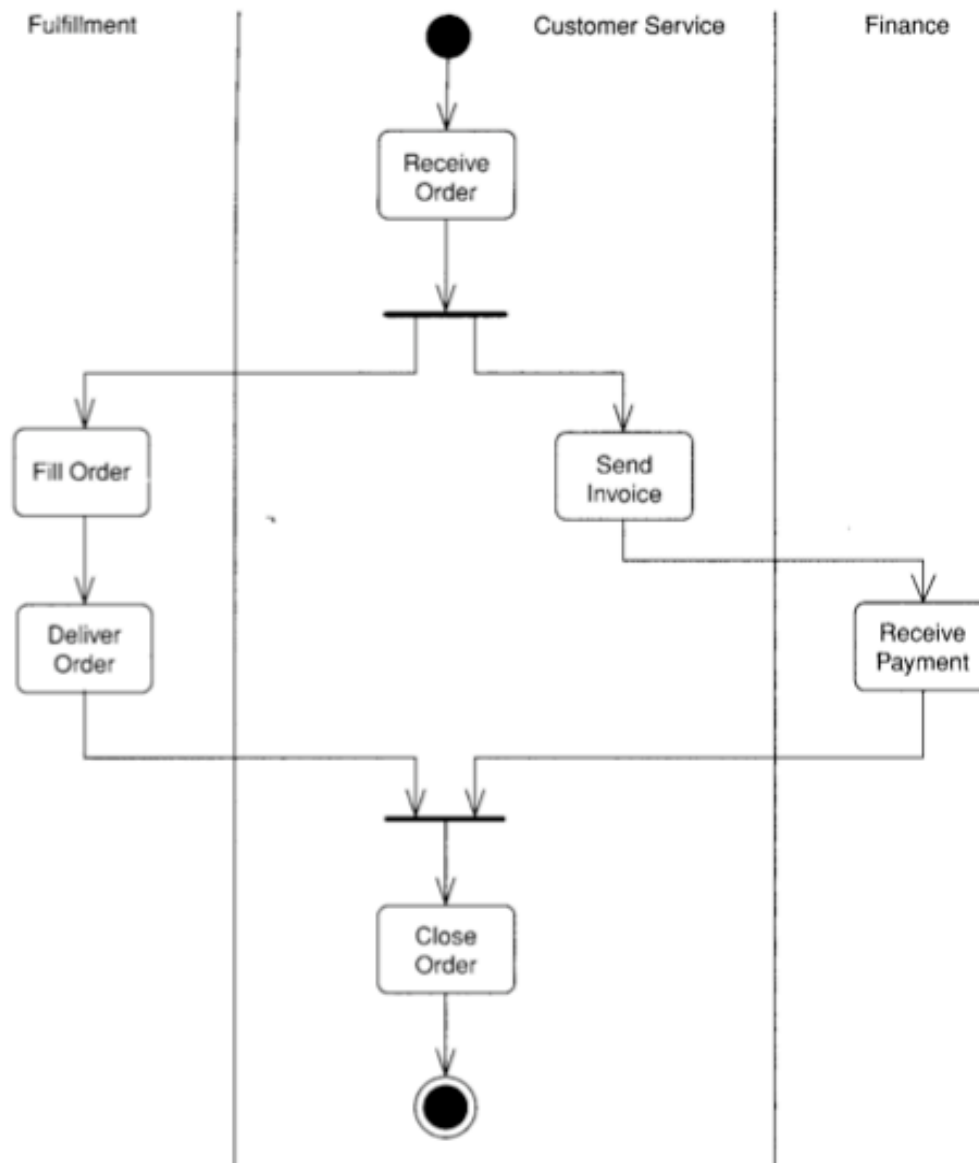 Fulfillment
Customer Service
Finance
Receive
Order
Fill Order
Send
Invoice
Deliver
Order
Receive
Payment
Close
Order